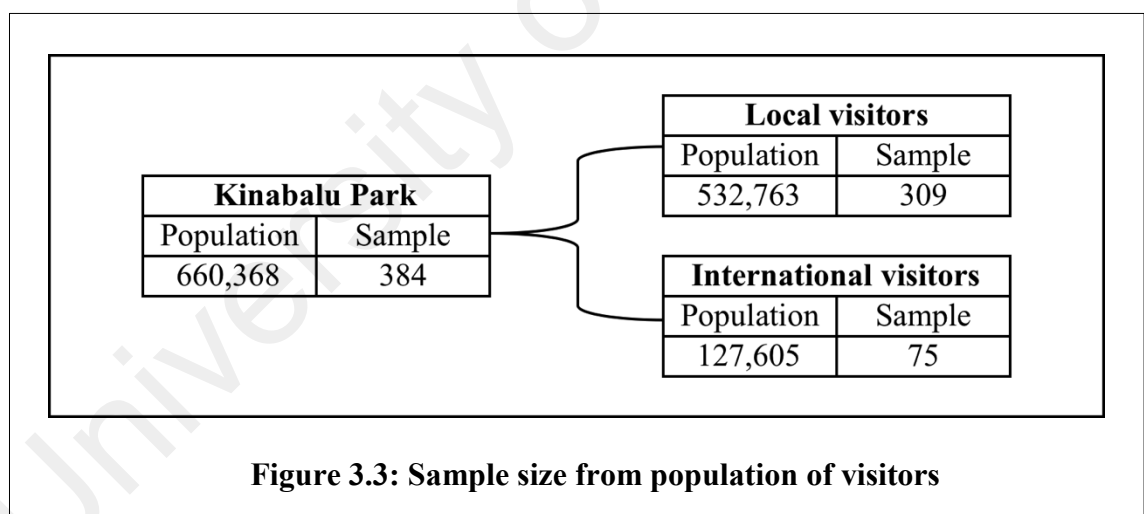 Kinabalu Park
Population Sample
660,368 384
Local visitors
Population Sample
532,763 309
International visitors
Population Sample
127,605 75
Figure 3.3: Sample size from population of visitors
University o